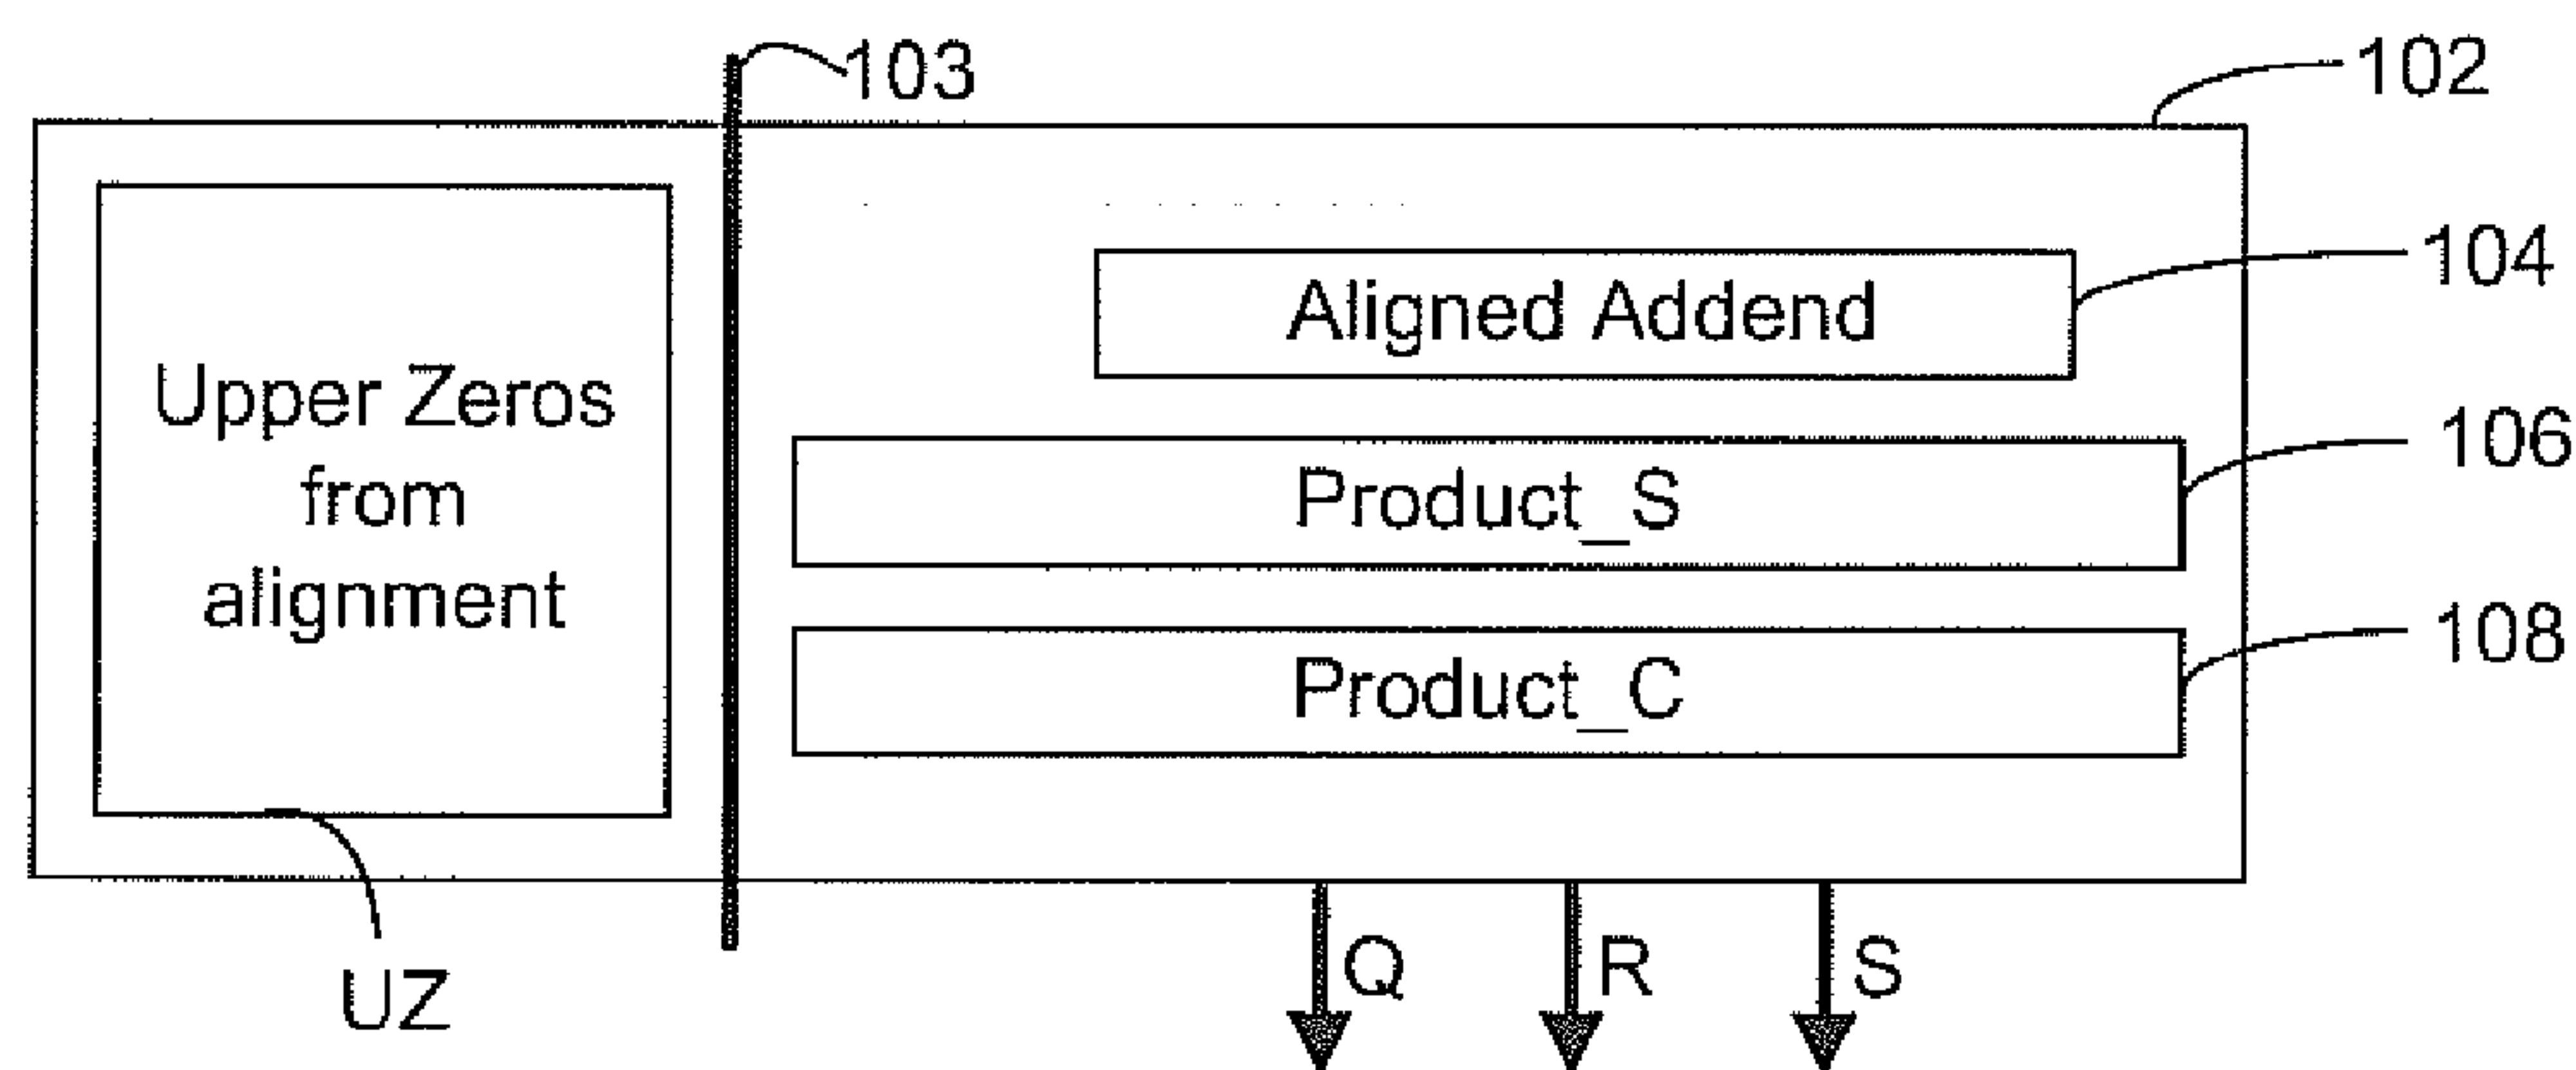 103
102
Aligned Addend
104
Upper Zeros
from
alignment
Product_S
106
Product_C
108
UZ
Q
R
S